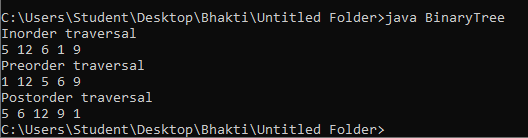 C:\Users\Student\Desktop\Bhakti\Untitled Folder>java BinaryTree
Inorder traversal
5 12 6 1 9
Preorder traversal
1 12 5 6 9
Postorder traversal
5 6 12 9 1
C:\Users\Student\Desktop\Bhakti\Untitled Folder>